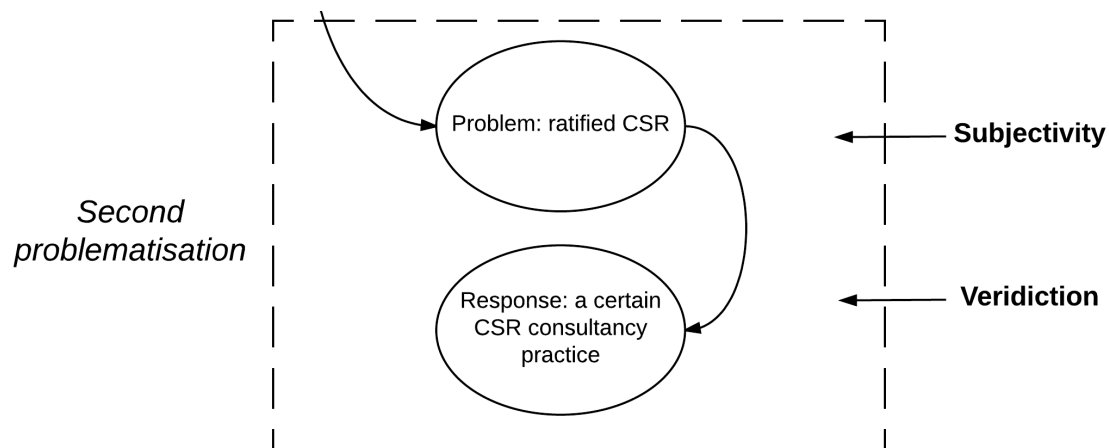 Problem: ratified CSR
Subjectivity
Second
problematisation
Response: a certain
CSR consultancy
practice
Veridiction